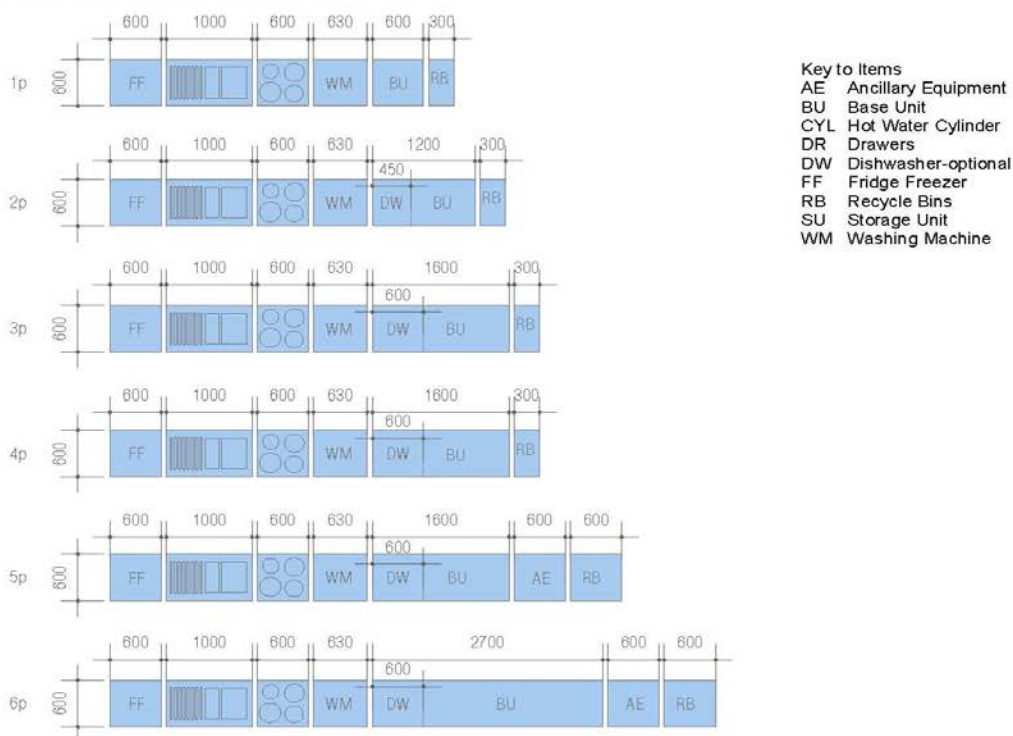 600 1000 600 630 600 300
1p 600 FF WM BU RB
600 1000 600 630 1200 300
450
2p 600 FF WM DW BU RB
600 1000 600 630 1600 300
600
3p 600 FF WM DW BU RB
600 1000 600 630 1600 300
600
4p 600 FF WM DW BU RB
600 1000 600 630 1600 600 600
600
5p 600 FF WM DW BU AE RB
600 1000 600 630 2700 600 600
600
6p 600 FF WM DW BU AE RB
Key to Items
AE Ancillary Equipment
BU Base Unit
CYL Hot Water Cylinder
DR Drawers
DW Dishwasher-optional
FF Fridge Freezer
RB Recycle Bins
SU Storage Unit
WM Washing Machine